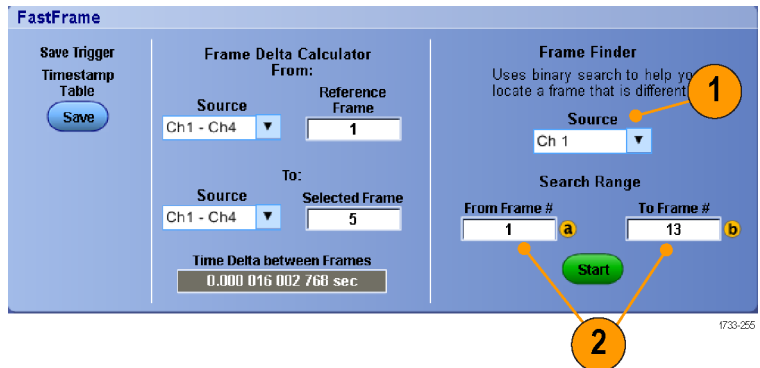 FastFrame
Save Trigger
Timestamp
Table
Save
Frame Delta Calculator
From:
Source
Reference
Frame
Ch1 - Ch4
1
To:
Source
Selected Frame
Ch1 - Ch4
5
Time Delta between Frames
0.000 016 002 768 sec
Frame Finder
Uses binary search to help yo
locate a frame that is different
1
Source
Ch 1
Search Range
From Frame #
To Frame #
1
a
13
b
Start
2
1733-255